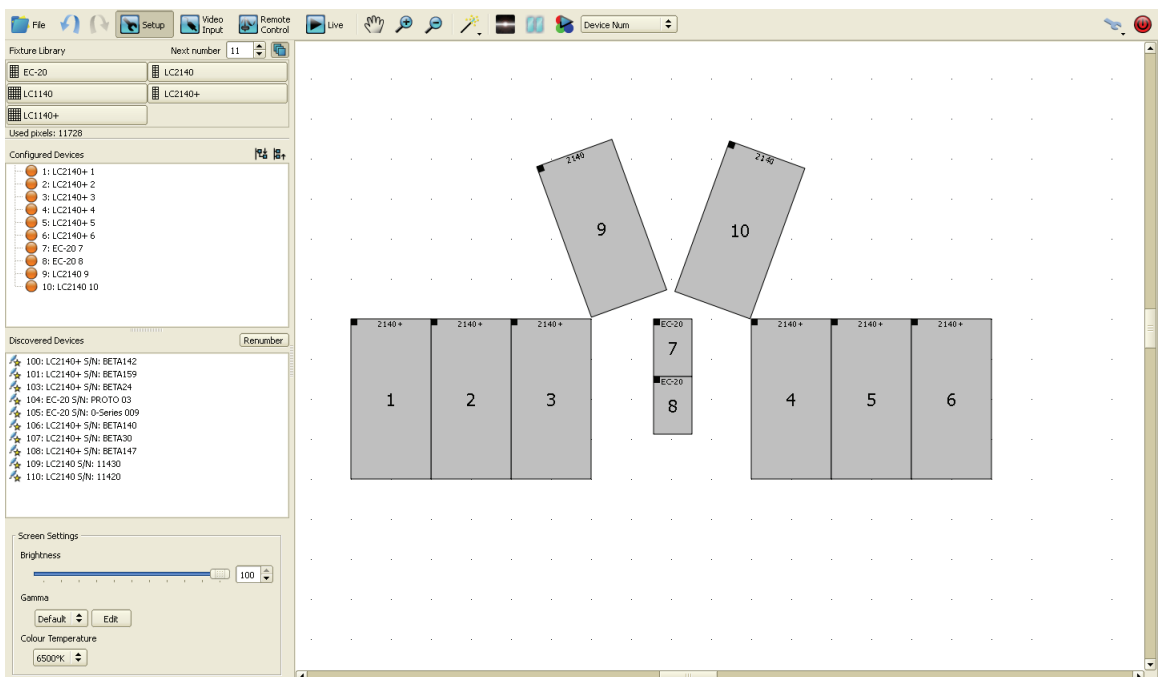 File Setup Video Input Remote Control Live Device Num
Fixture Library Next number 11
EC-20 LC2140
LC1140 LC2140+
LC1140+
Used pixels: 11728
Configured Devices
1: LC2140+ 1
2: LC2140+ 2
3: LC2140+ 3
4: LC2140+ 4
5: LC2140+ 5
6: LC2140+ 6
7: EC-20 7
8: EC-20 8
9: LC2140 9
10: LC2140 10
Discovered Devices Renumber
100: LC2140+ S/N: BETA142
101: LC2140+ S/N: BETA159
103: LC2140+ S/N: BETA24
104: EC-20 S/N: PROTO 03
105: EC-20 S/N: 0-Series 009
106: LC2140+ S/N: BETA140
107: LC2140+ S/N: BETA30
108: LC2140+ S/N: BETA147
109: LC2140 S/N: 11430
110: LC2140 S/N: 11420
Screen Settings
Brightness
100
Gamma
Default Edit
Colour Temperature
6500°K
2140 2140
9 10
2140+ 2140+ 2140+ EC-20 2140+ 2140+ 2140+
7
EC-20
1 2 3 8 4 5 6